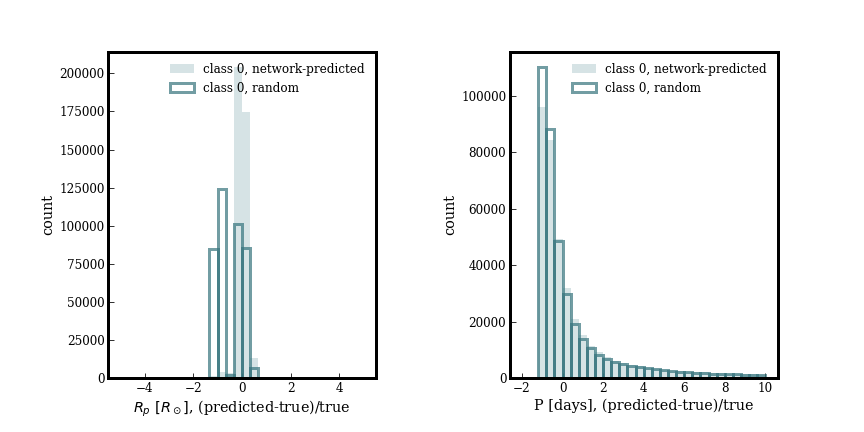 class 0, network-predicted
class 0, random
200000
175000
150000
125000
100000
75000
50000
25000
0
count
−4 −2 0 2 4
R_p [R_⊙], (predicted-true)/true
class 0, network-predicted
class 0, random
100000
80000
60000
40000
20000
0
count
−2 0 2 4 6 8 10
P [days], (predicted-true)/true